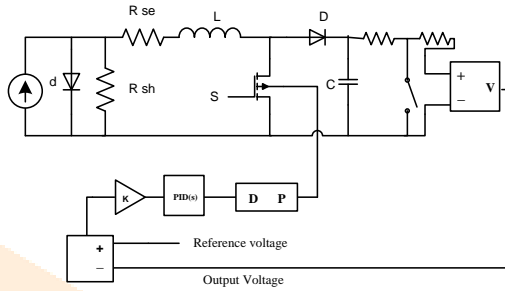 R se
L
D
d
R sh
S
C
+
−
V
K
PID(s)
D P
+
−
Reference voltage
Output Voltage